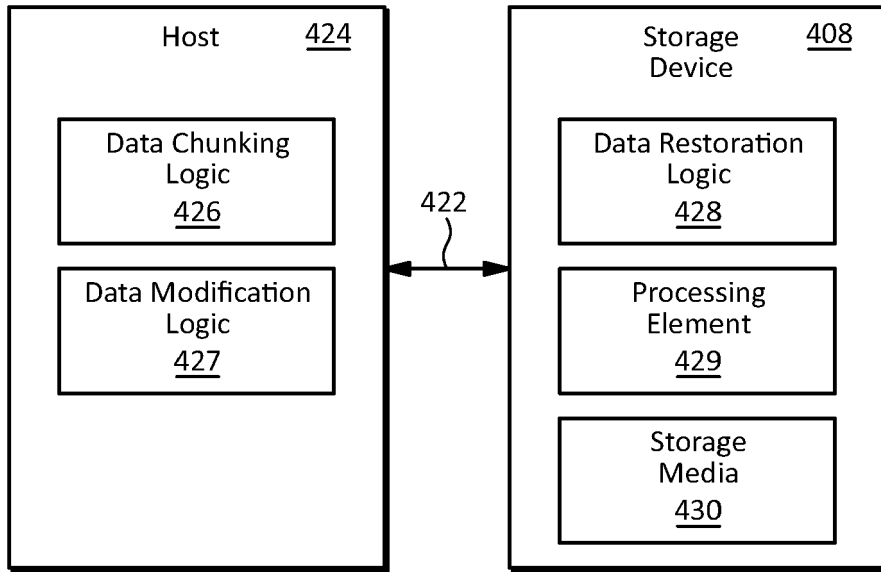 Host 424
Data Chunking
Logic
426
Data Modification
Logic
427
422
Storage 408
Device
Data Restoration
Logic
428
Processing
Element
429
Storage
Media
430